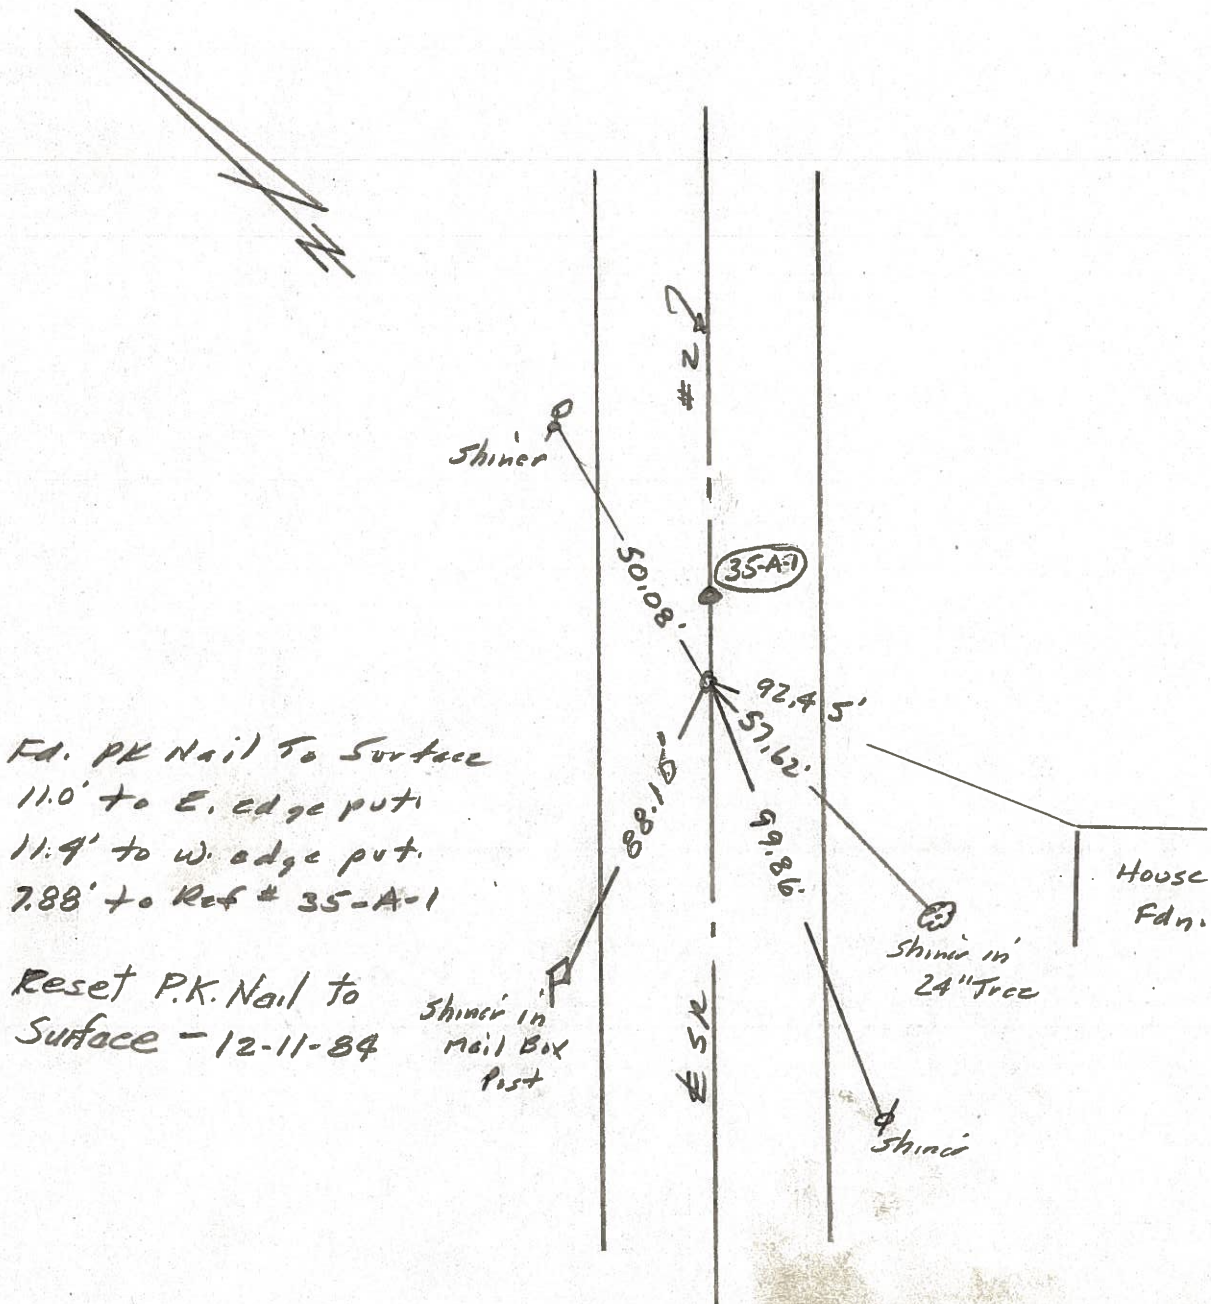 # 2
Shiner
50.08'
35-A-1
92.45'
57.62'
88.15'
99.86'
Fd. PK Nail To Surface
11.0' to E. edge pvt.
11.4' to W. edge pvt.
7.88' to Ref # 35-A-1
House
Fdn.
Shiner in
24" Tree
Reset P.K. Nail to
Surface - 12-11-84
Shiner in
Mail Box
Post
Shiner